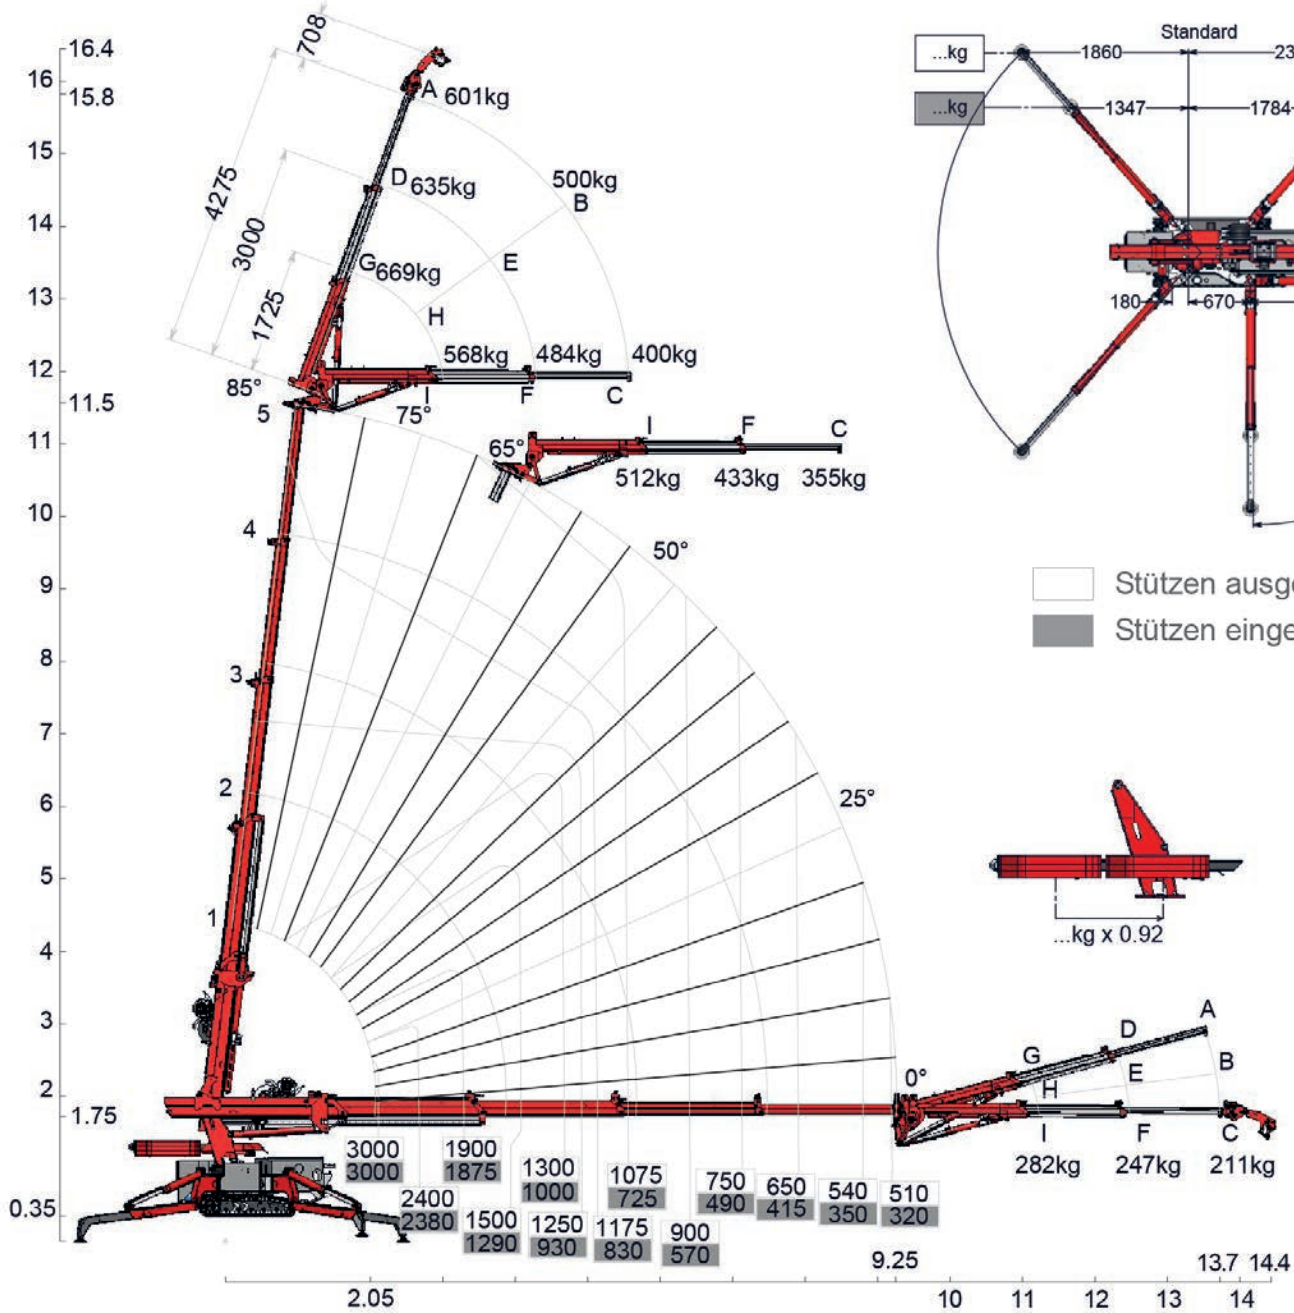 708
16.4
16
15.8
15
14
13
12
11.5
11
10
9
8
7
6
5
4
3
2
1.75
0.35
4275
3000
1725
A 601kg
D 635kg
G 669kg
500kg
B
E
H
568kg 484kg 400kg
I F C
85°
75°
65°
50°
25°
0°
5
4
3
2
1
I F C
512kg 433kg 355kg
Standard
...kg
1860 23
...kg
1347 1784
180 670
Stützen ausge
Stützen einge
...kg x 0.92
A
D
G
B
E
H
I F C
282kg 247kg 211kg
3000
3000
2400
2380
1900
1875
1500
1290
1300
1000
1250
930
1175
830
1075
725
900
570
750
490
650
415
540
350
510
320
9.25 13.7 14.4
2.05 10 11 12 13 14